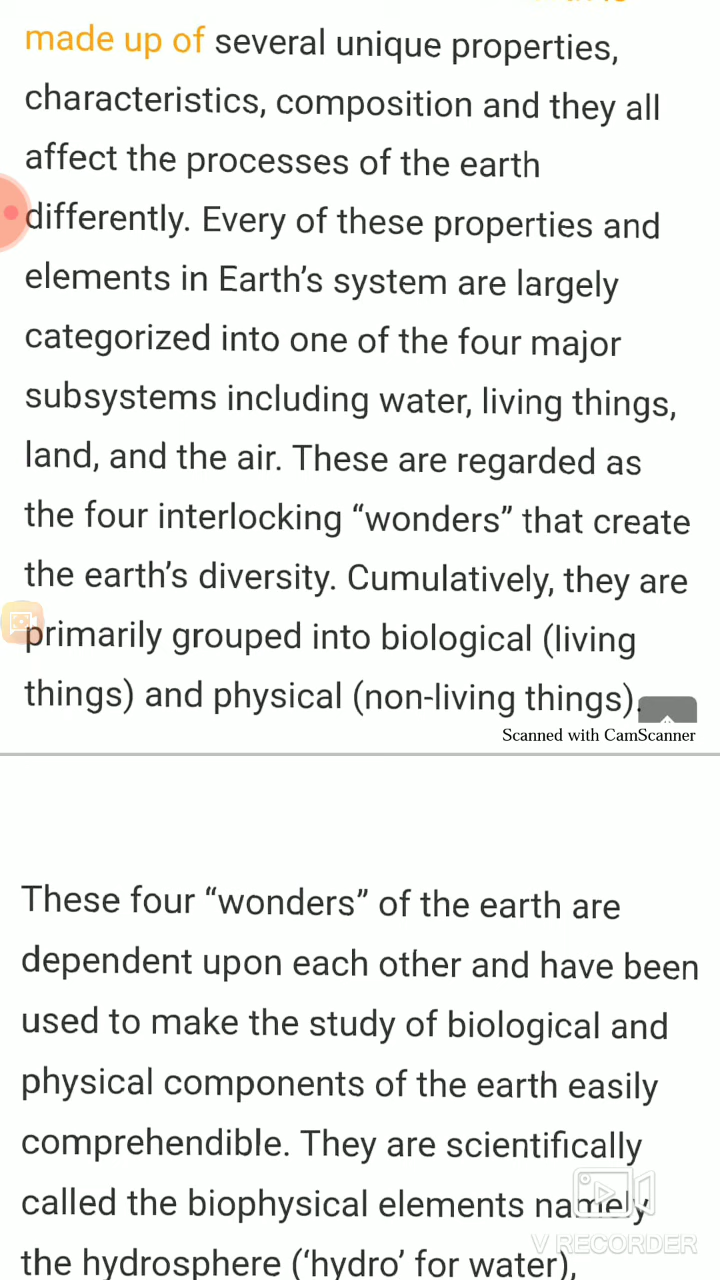 made up of several unique properties,
characteristics, composition and they all
affect the processes of the earth
differently. Every of these properties and
elements in Earth's system are largely
categorized into one of the four major
subsystems including water, living things,
land, and the air. These are regarded as
the four interlocking “wonders” that create
the earth's diversity. Cumulatively, they are
primarily grouped into biological (living
things) and physical (non-living things).
Scanned with CamScanner
These four “wonders” of the earth are
dependent upon each other and have been
used to make the study of biological and
physical components of the earth easily
comprehendible. They are scientifically
called the biophysical elements namely
V RECORDER
the hydrosphere (‘hydro’ for water),